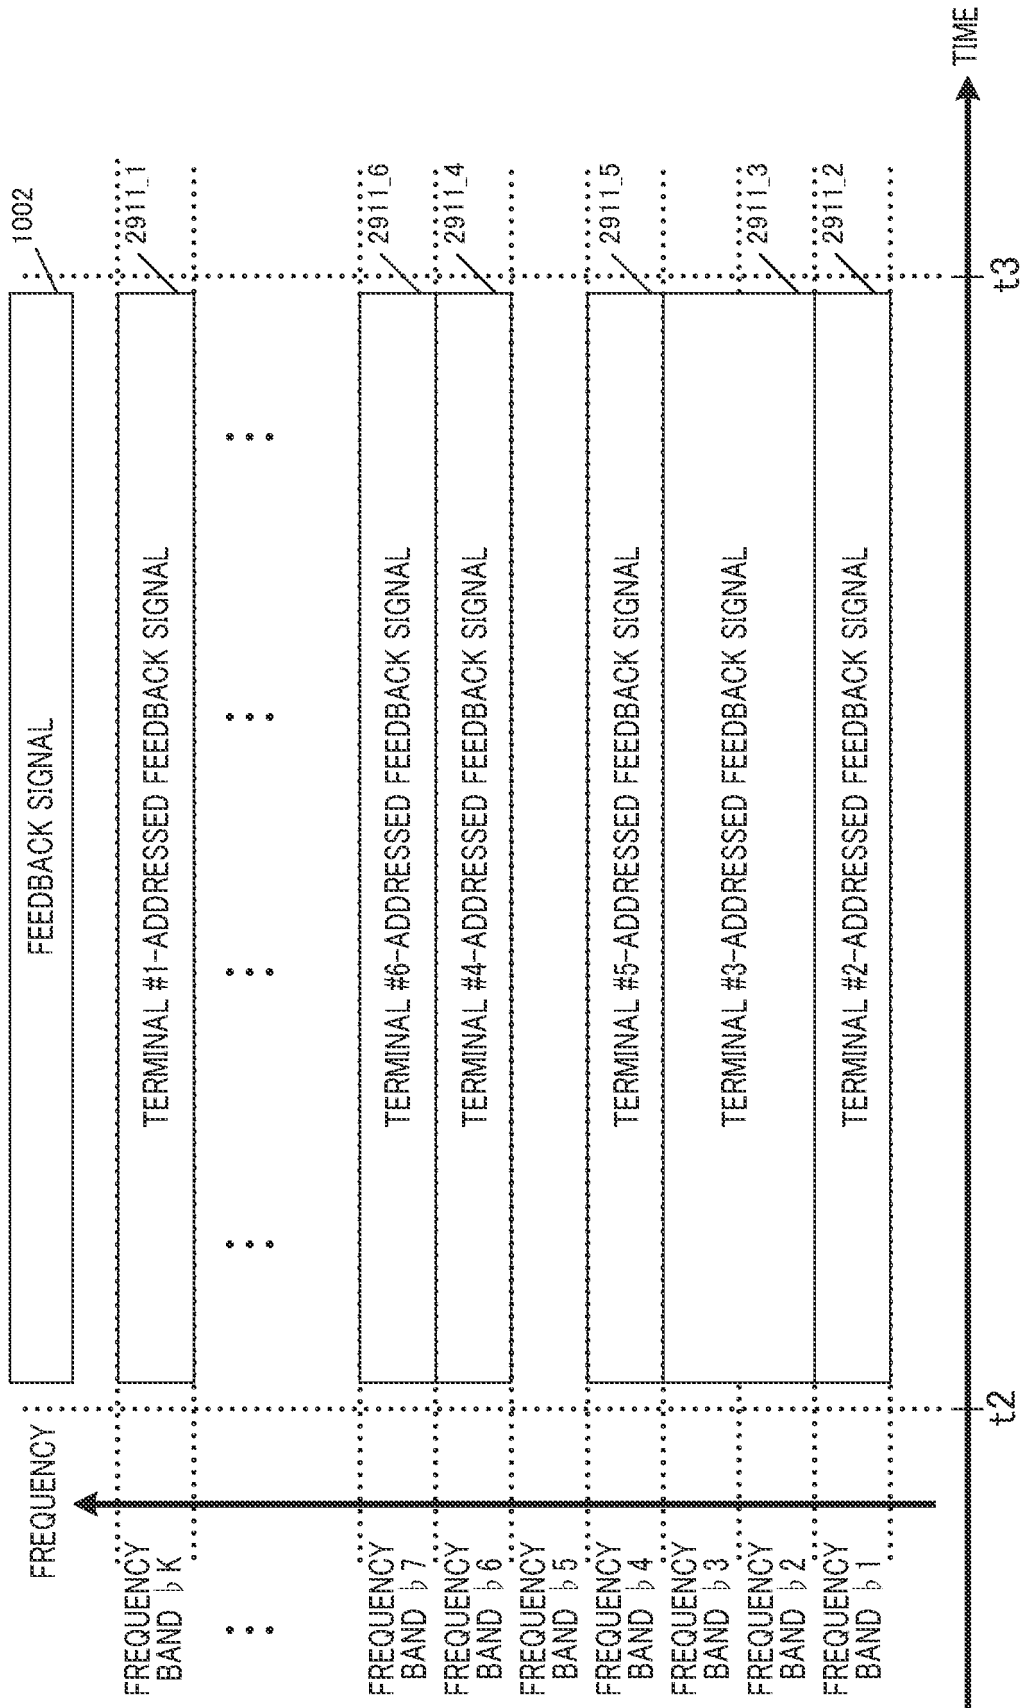 FREQUENCY
FEEDBACK SIGNAL
1002
FREQUENCY
BAND ♭K
TERMINAL #1-ADDRESSED FEEDBACK SIGNAL
2911_1
FREQUENCY
BAND ♭7
TERMINAL #6-ADDRESSED FEEDBACK SIGNAL
2911_6
FREQUENCY
BAND ♭6
TERMINAL #4-ADDRESSED FEEDBACK SIGNAL
2911_4
FREQUENCY
BAND ♭5
FREQUENCY
BAND ♭4
TERMINAL #5-ADDRESSED FEEDBACK SIGNAL
2911_5
FREQUENCY
BAND ♭3
TERMINAL #3-ADDRESSED FEEDBACK SIGNAL
2911_3
FREQUENCY
BAND ♭2
FREQUENCY
BAND ♭1
TERMINAL #2-ADDRESSED FEEDBACK SIGNAL
2911_2
t2
t3
TIME